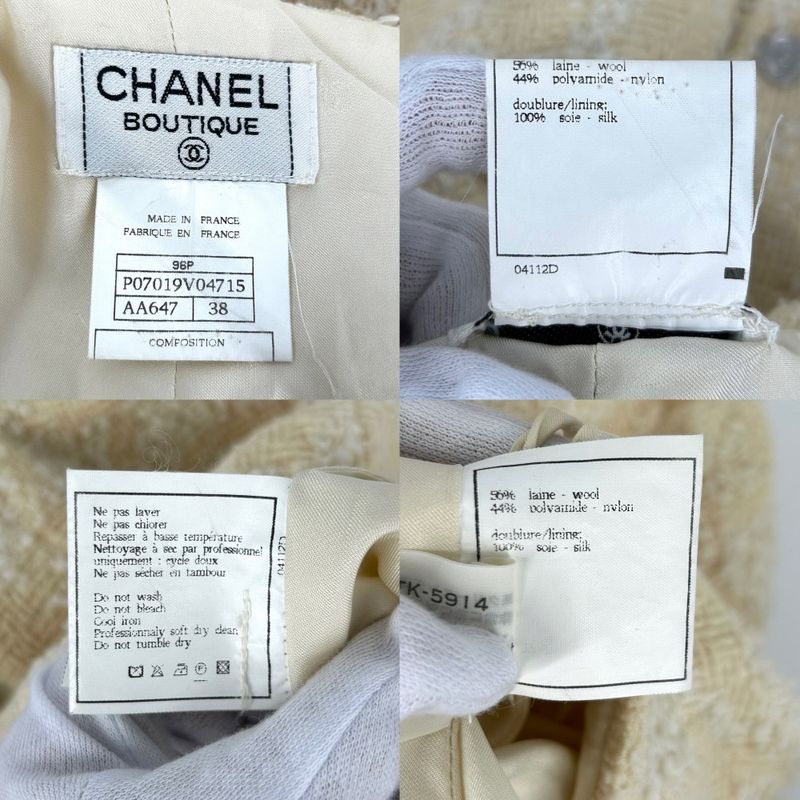 CHANEL
BOUTIQUE
MADE IN FRANCE
FABRIQUE EN FRANCE
96P
P07019V04715
AA647 38
COMPOSITION
56% laine - wool
44% polyamide - nylon
doublure/lining:
100% soie - silk
04112D
Ne pas laver
Ne pas chlorer
Repasser à basse température
Nettoyage à sec par professionnel
uniquement : cycle doux
Ne pas sécher en tambour
Do not wash
Do not bleach
Cool iron
Professionnaly soft dry clean
Do not tumble dry
04112D
56% laine - wool
44% polyamide - nylon
doublure/lining:
100% soie - silk
TK-5914